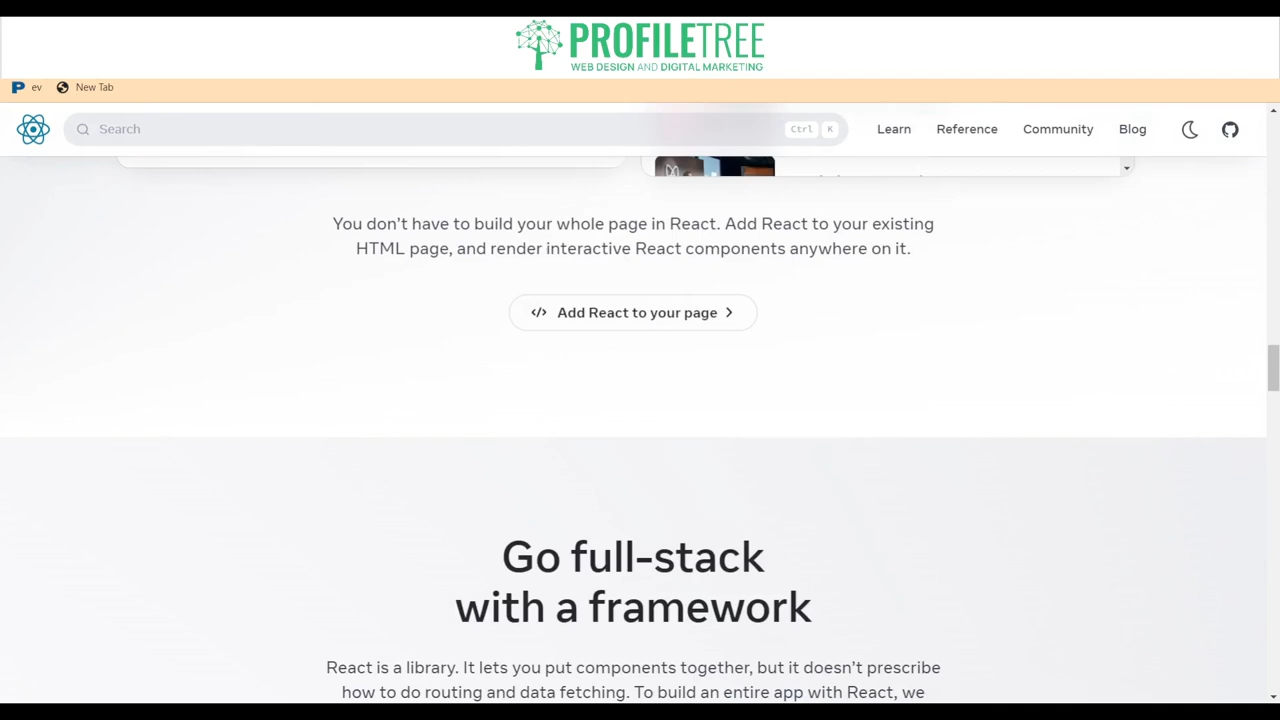 PROFILETREE
WEB DESIGN AND DIGITAL MARKETING
ev New Tab
Search Ctrl K Learn Reference Community Blog
You don’t have to build your whole page in React. Add React to your existing
HTML page, and render interactive React components anywhere on it.
</> Add React to your page >
Go full-stack
with a framework
React is a library. It lets you put components together, but it doesn’t prescribe
how to do routing and data fetching. To build an entire app with React, we